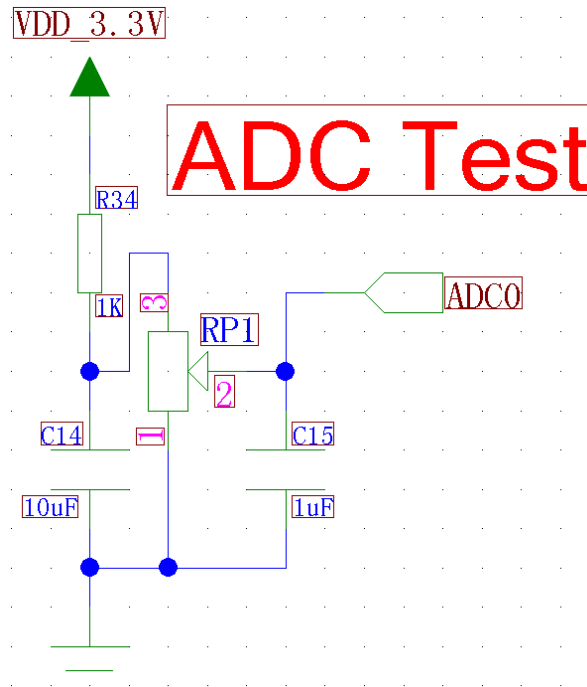 VDD_3.3V
ADC Test
R34
1K
3
RP1
ADC0
2
C14
1
C15
10uF
1uF